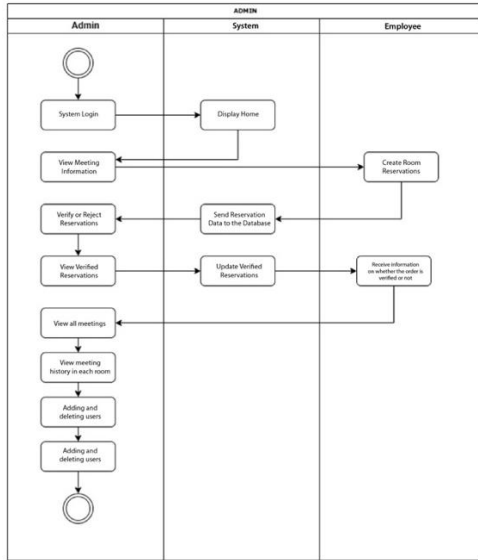 ADMIN
Admin
System
Employee
System Login
Display Home
View Meeting
Information
Create Room
Reservations
Verify or Reject
Reservations
Send Reservation
Data to the Database
View Verified
Reservations
Update Verified
Reservations
Receive information
on whether the order is
verified or not
View all meetings
View meeting
history in each room
Adding and
deleting users
Adding and
deleting users